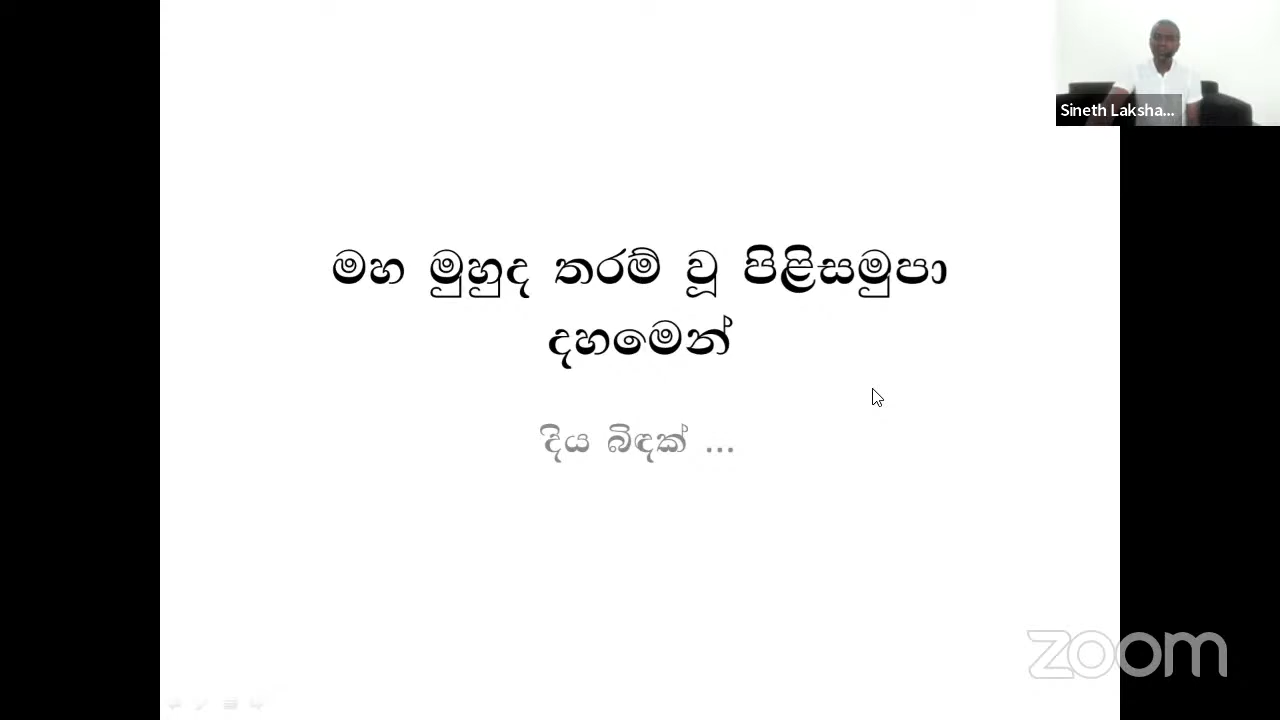 Sineth Laksha...
මහ මුහුද තරම් වූ පිළිසමුපා
දහමෙන්
දිය බිඳක් ...
zoom